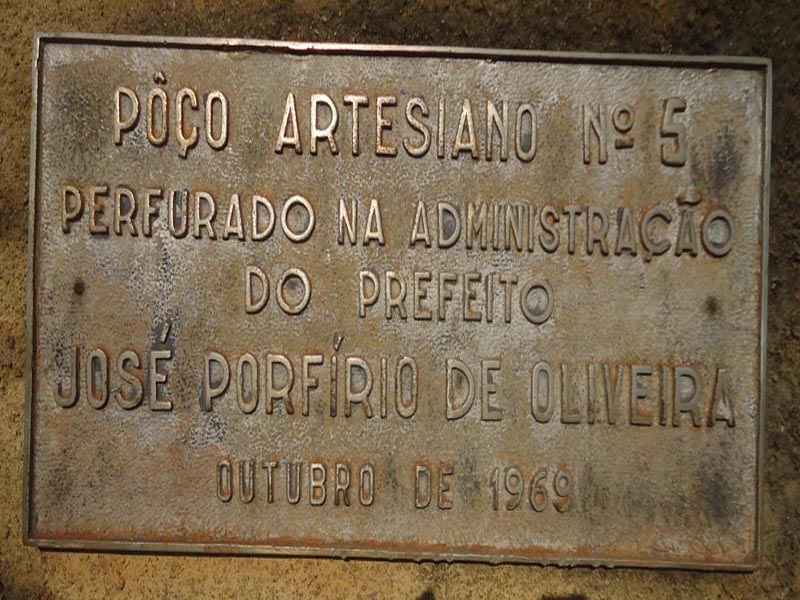 PÔÇO ARTESIANO Nº 5
PERFURADO NA ADMINISTRAÇÃO
DO PREFEITO
JOSÉ PORFÍRIO DE OLIVEIRA
OUTUBRO DE 1969